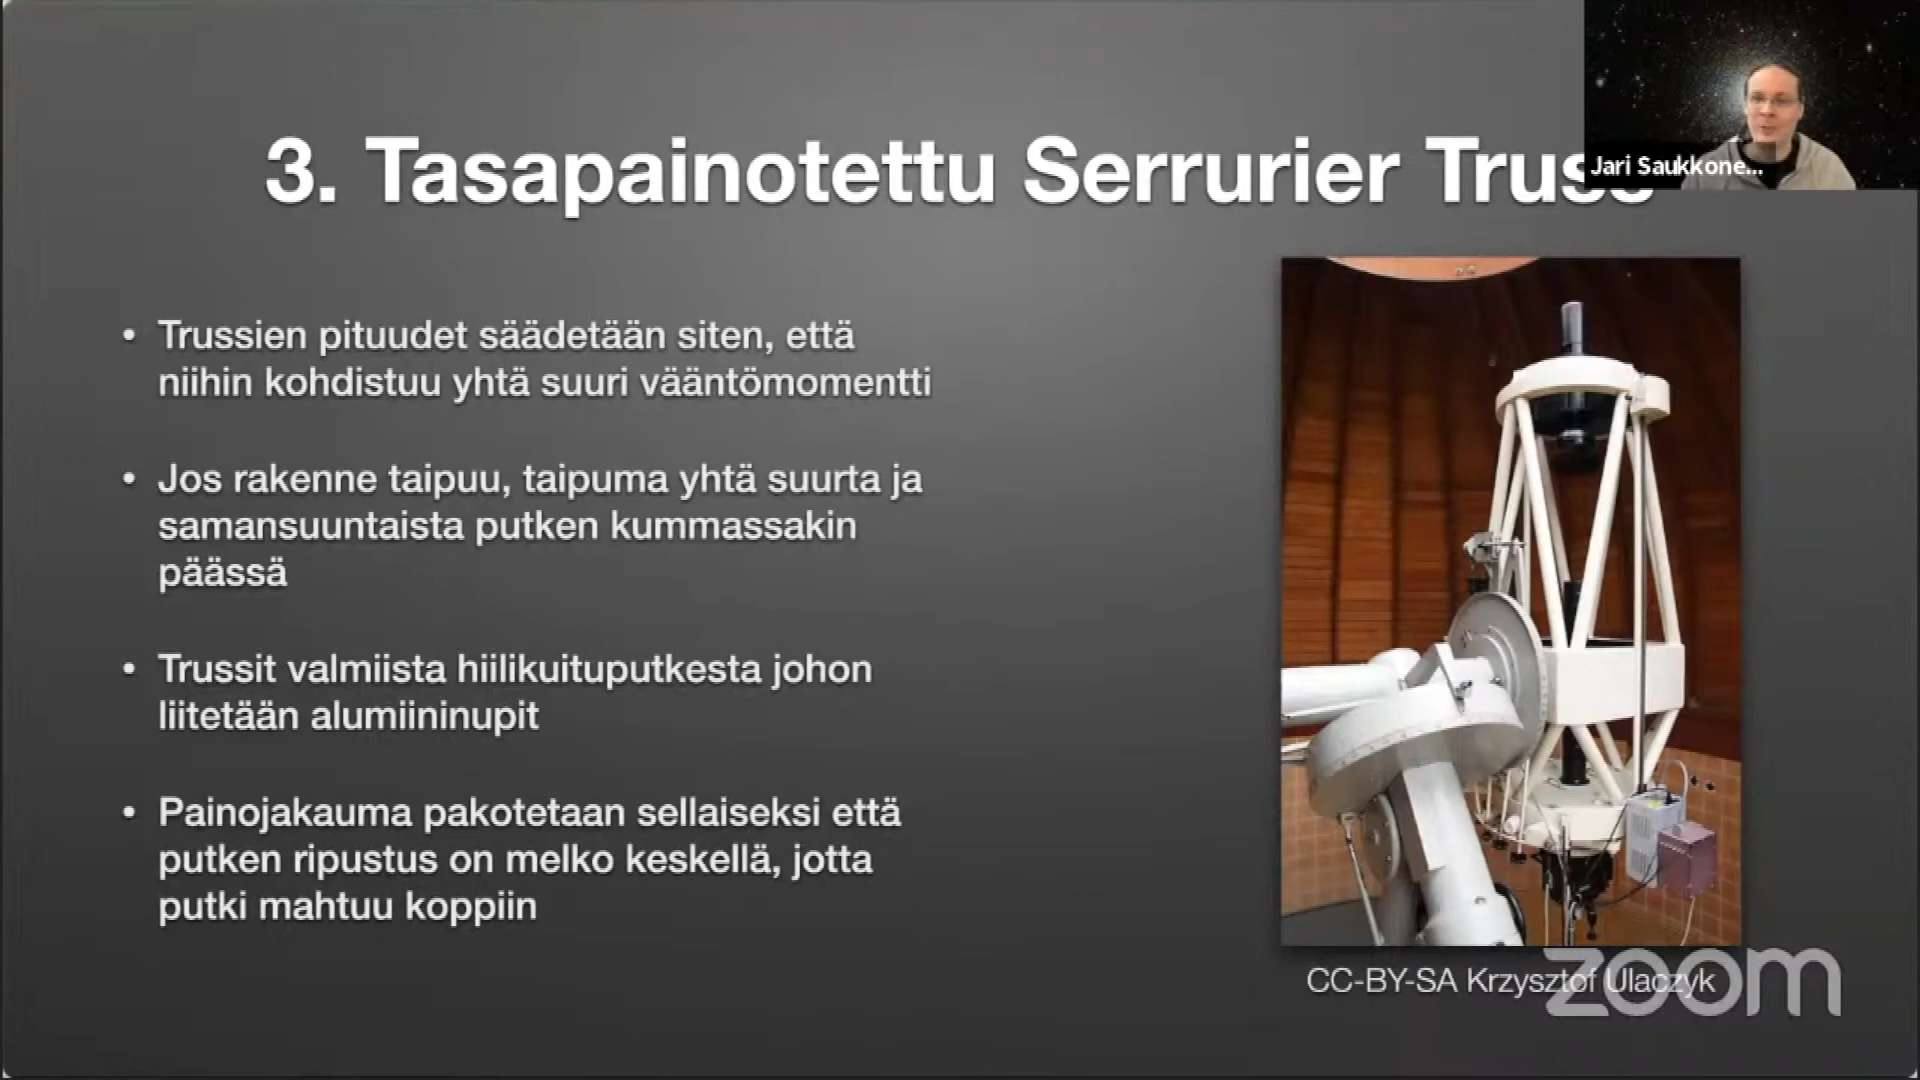 3. Tasapainotettu Serrurier Truss
Jari Saukkone...
• Trussien pituudet säädetään siten, että
niihin kohdistuu yhtä suuri vääntömomentti
• Jos rakenne taipuu, taipuma yhtä suurta ja
samansuuntaista putken kummassakin
päässä
• Trussit valmiista hiilikuituputkesta johon
liitetään alumiininupit
• Painojakauma pakotetaan sellaiseksi että
putken ripustus on melko keskellä, jotta
putki mahtuu koppiin
CC-BY-SA Krzysztof Ulaczyk
zoom